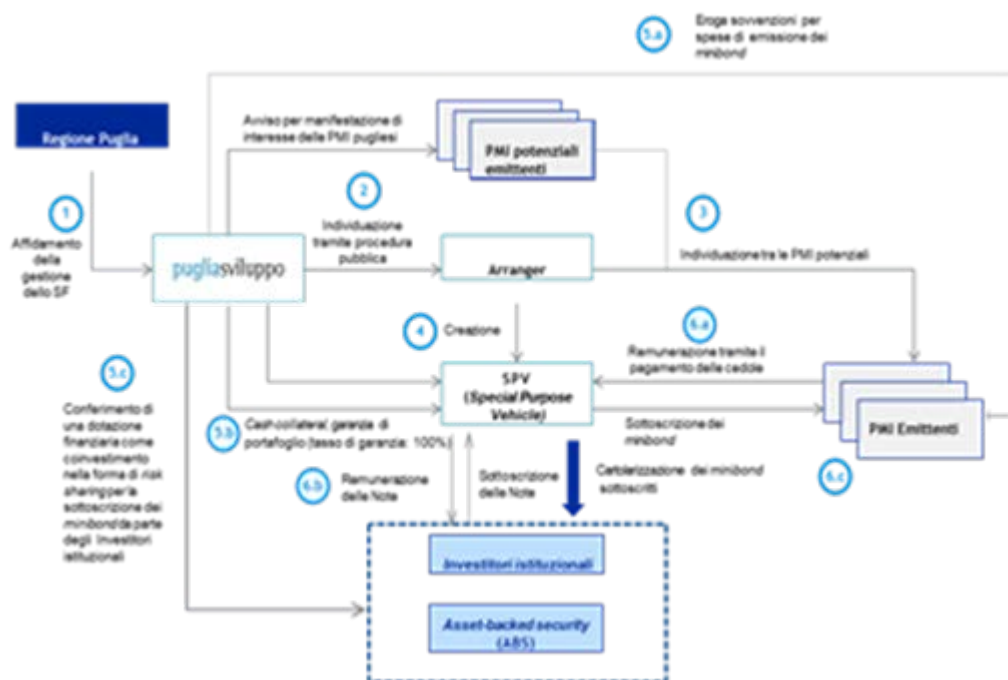 5.a
Eroga sovvenzioni per
spese di emissione dei
minibond
Regione Puglia
Avviso per manifestazione di
interesse delle PMI pugliesi
PMI potenziali
emittenti
1
Affidamento
della
gestione
dello SF
pugliasviluppo
2
Individuazione
tramite procedura
pubblica
Arranger
3
Individuazione tra le PMI potenziali
4
Creazione
6.a
Remunerazione tramite il
pagamento delle cedole
SPV
(Special Purpose
Vehicle)
Sottoscrizione dei
minibond
PMI Emittenti
6.c
5.c
Conferimento di
una dotazione
finanziaria come
coinvestimento
nella forma di risk
sharing per la
sottoscrizione dei
minibond da parte
degli Investitori
istituzionali
5.b
Cash collateral: garanzia di
portafoglio (tasso di garanzia: 100%)
6.b
Remunerazione
delle Note
Sottoscrizione
delle Note
Cartolarizzazione dei minibond
sottoscritti
Investitori istituzionali
Asset-backed security
(ABS)